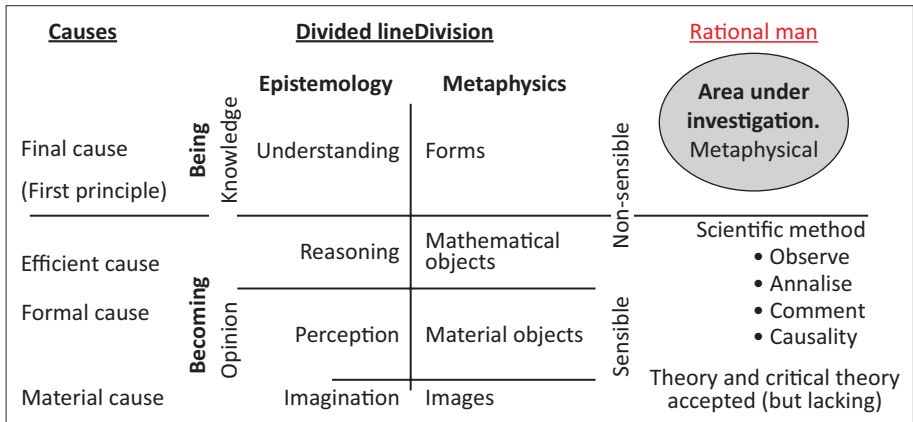 Causes
Divided lineDivision
Rational man
Epistemology
Metaphysics
Area under
investigation.
Metaphysical
Being
Knowledge
Non-sensible
Final cause
(First principle)
Understanding
Forms
Scientific method
• Observe
• Annalise
• Comment
• Causality
Efficient cause
Reasoning
Mathematical
objects
Formal cause
Becoming
Opinion
Perception
Material objects
Sensible
Theory and critical theory
accepted (but lacking)
Material cause
Imagination
Images